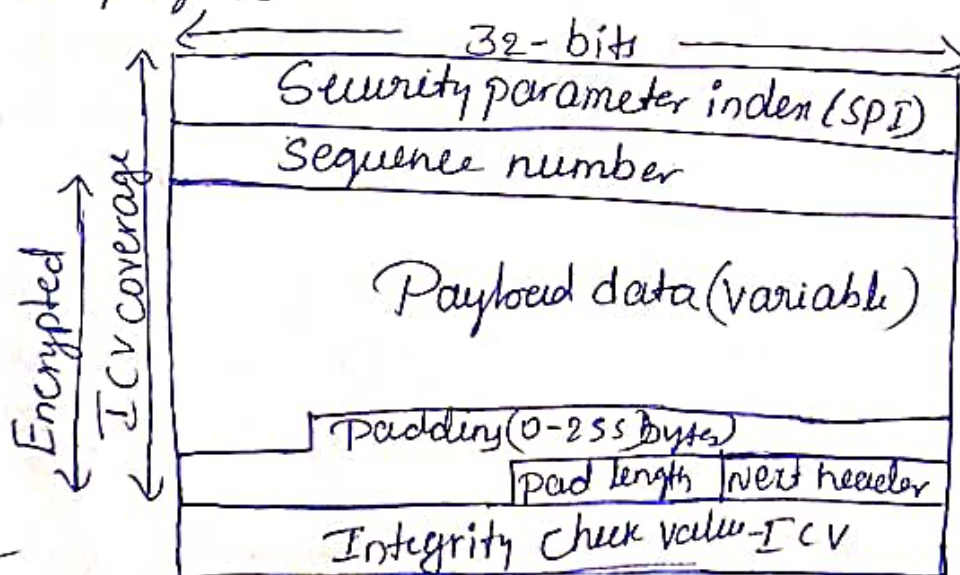 32-bits
Security parameter index (SPI)
Sequence number
Encrypted
ICV coverage
Payload data (variable)
Padding (0-255 Bytes)
pad length
Next header
Integrity check value-ICV